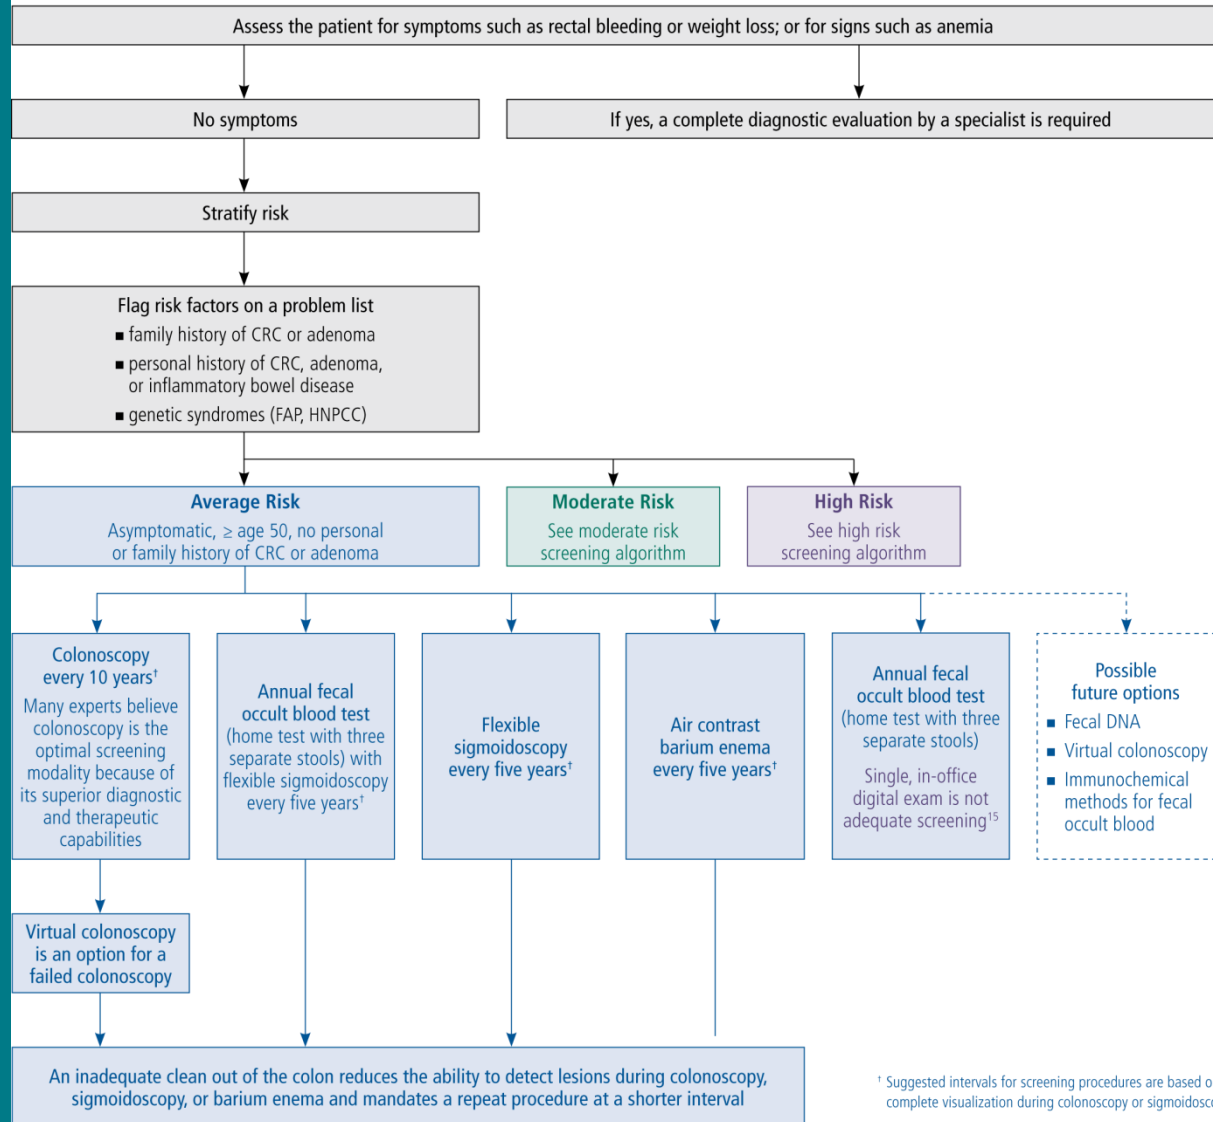 Assess the patient for symptoms such as rectal bleeding or weight loss; or for signs such as anemia
No symptoms
If yes, a complete diagnostic evaluation by a specialist is required
Stratify risk
Flag risk factors on a problem list
■ family history of CRC or adenoma
■ personal history of CRC, adenoma,
or inflammatory bowel disease
■ genetic syndromes (FAP, HNPCC)
Average Risk
Asymptomatic, ≥ age 50, no personal
or family history of CRC or adenoma
Moderate Risk
See moderate risk
screening algorithm
High Risk
See high risk
screening algorithm
Colonoscopy
every 10 years†
Many experts believe
colonoscopy is the
optimal screening
modality because of
its superior diagnostic
and therapeutic
capabilities
Annual fecal
occult blood test
(home test with three
separate stools) with
flexible sigmoidoscopy
every five years†
Flexible
sigmoidoscopy
every five years†
Air contrast
barium enema
every five years†
Annual fecal
occult blood test
(home test with three
separate stools)
Single, in-office
digital exam is not
adequate screening¹⁵
Possible
future options
■ Fecal DNA
■ Virtual colonoscopy
■ Immunochemical
methods for fecal
occult blood
Virtual colonoscopy
is an option for a
failed colonoscopy
An inadequate clean out of the colon reduces the ability to detect lesions during colonoscopy,
sigmoidoscopy, or barium enema and mandates a repeat procedure at a shorter interval
† Suggested intervals for screening procedures are based
complete visualization during colonoscopy or